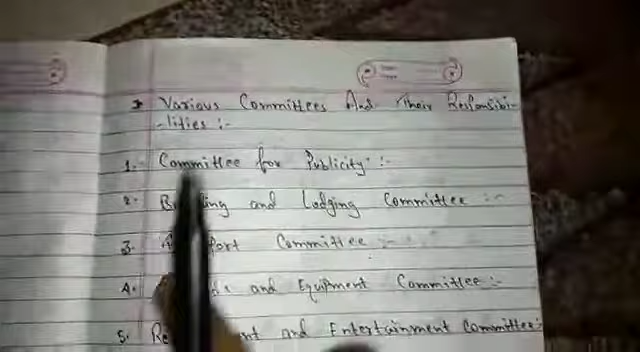 Various Committees And Their Responsibi-
-lities :-
1:- Committee for Publicity :-
2. and Lodging Committee :-
3. Committee :-
4. and Equipment Committee :-
5. and Entertainment Committee :-